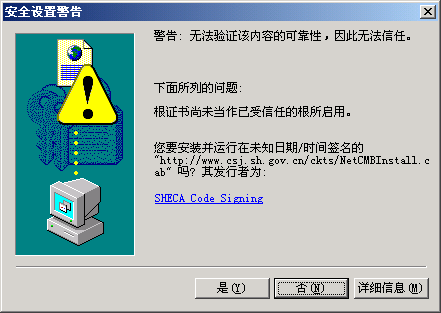 安全设置警告
警告: 无法验证该内容的可靠性，因此无法信任。
下面所列的问题:
根证书尚未当作已受信任的根所启用。
您要安装并运行在未知日期/时间签名的
"http://www.csj.sh.gov.cn/ckts/NetCMBInstall.c
ab" 吗? 其发行者为:
SHECA Code Signing
是(Y)
否(N)
详细信息(M)